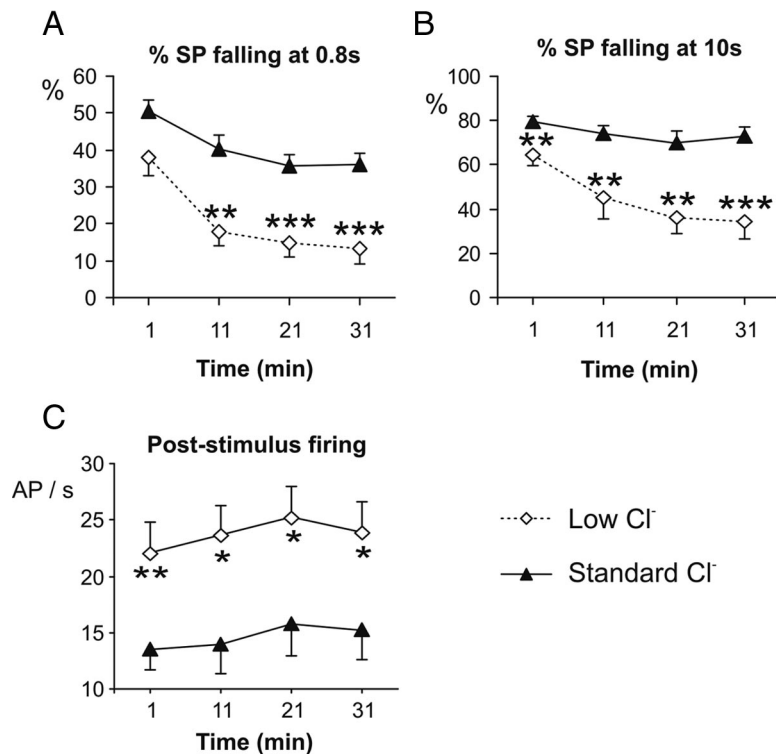 A
% SP falling at 0.8s
%
60
50
40
30
20
10
0
**
***
***
1 11 21 31
Time (min)
B
% SP falling at 10s
%
100
80
60
40
20
0
**
**
**
***
1 11 21 31
Time (min)
C
Post-stimulus firing
AP / s
30
25
20
15
10
**
*
*
*
1 11 21 31
Time (min)
Low Cl⁻
Standard Cl⁻